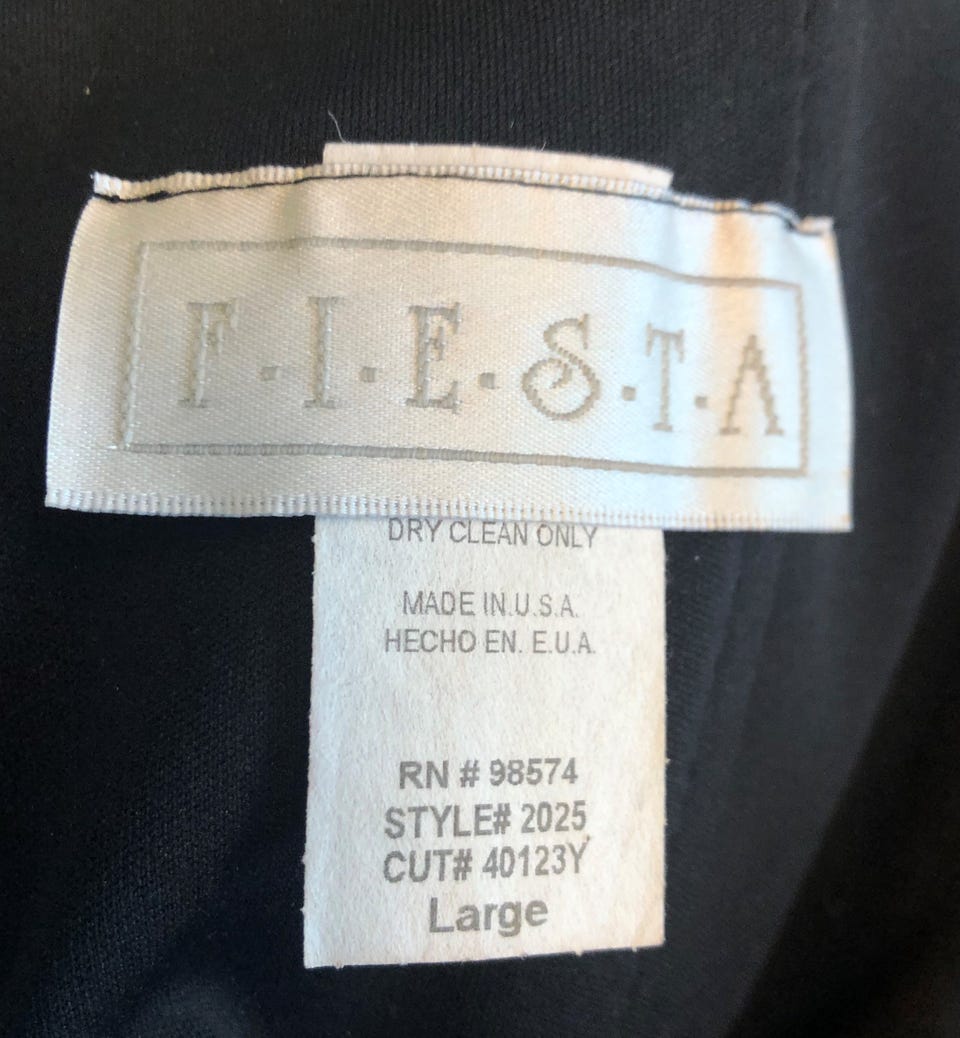 F·I·E·S·T·A
DRY CLEAN ONLY
MADE IN.U.S.A.
HECHO EN. E.U.A.
RN # 98574
STYLE# 2025
CUT# 40123Y
Large